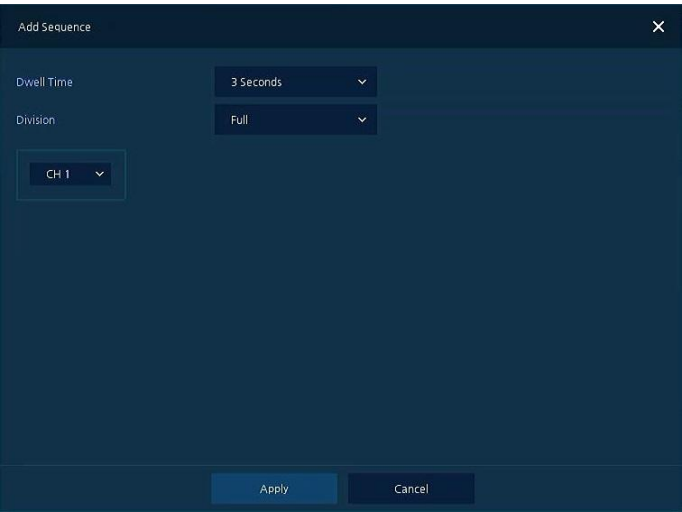 Add Sequence
Dwell Time 3 Seconds
Division Full
CH 1
Apply Cancel